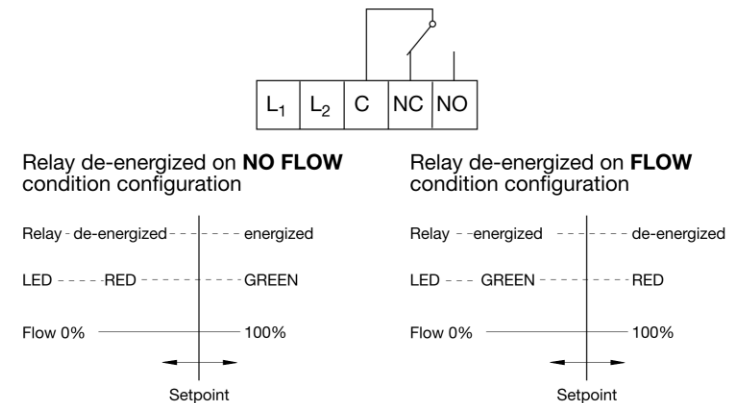 L1 L2 C NC NO
Relay de-energized on NO FLOW
condition configuration
Relay de-energized energized
LED RED GREEN
Flow 0% 100%
Setpoint
Relay de-energized on FLOW
condition configuration
Relay energized de-energized
LED GREEN RED
Flow 0% 100%
Setpoint